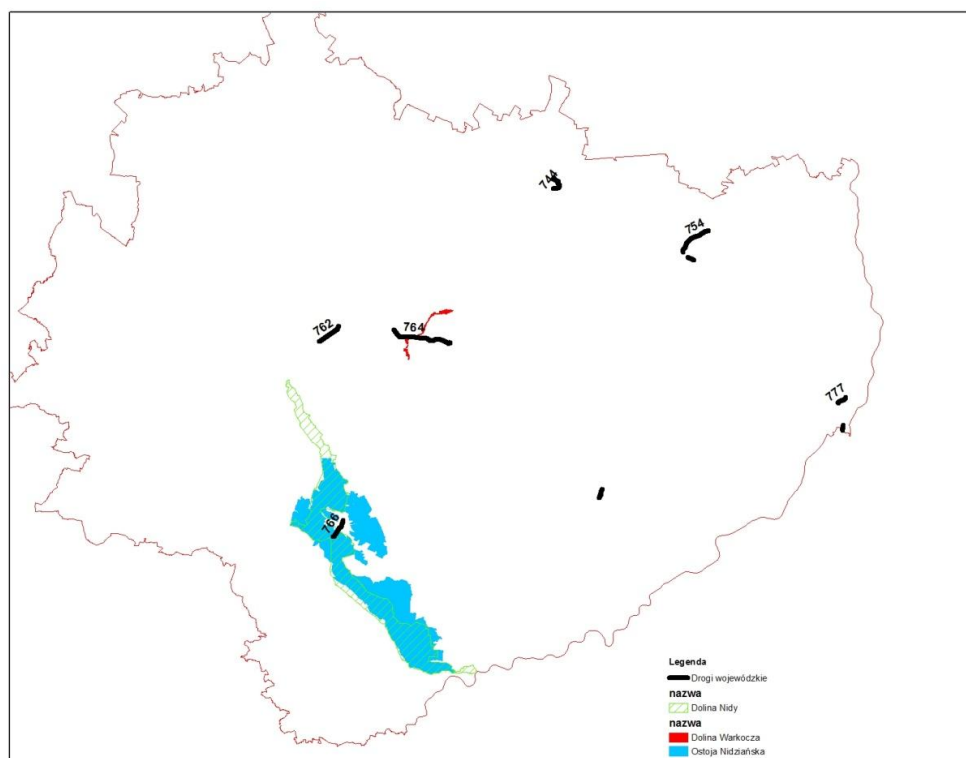 744
754
762
764
777
766
Legenda
Drogi wojewódzkie
nazwa
Dolina Nidy
nazwa
Dolina Warkocza
Ostoja Nidziańska